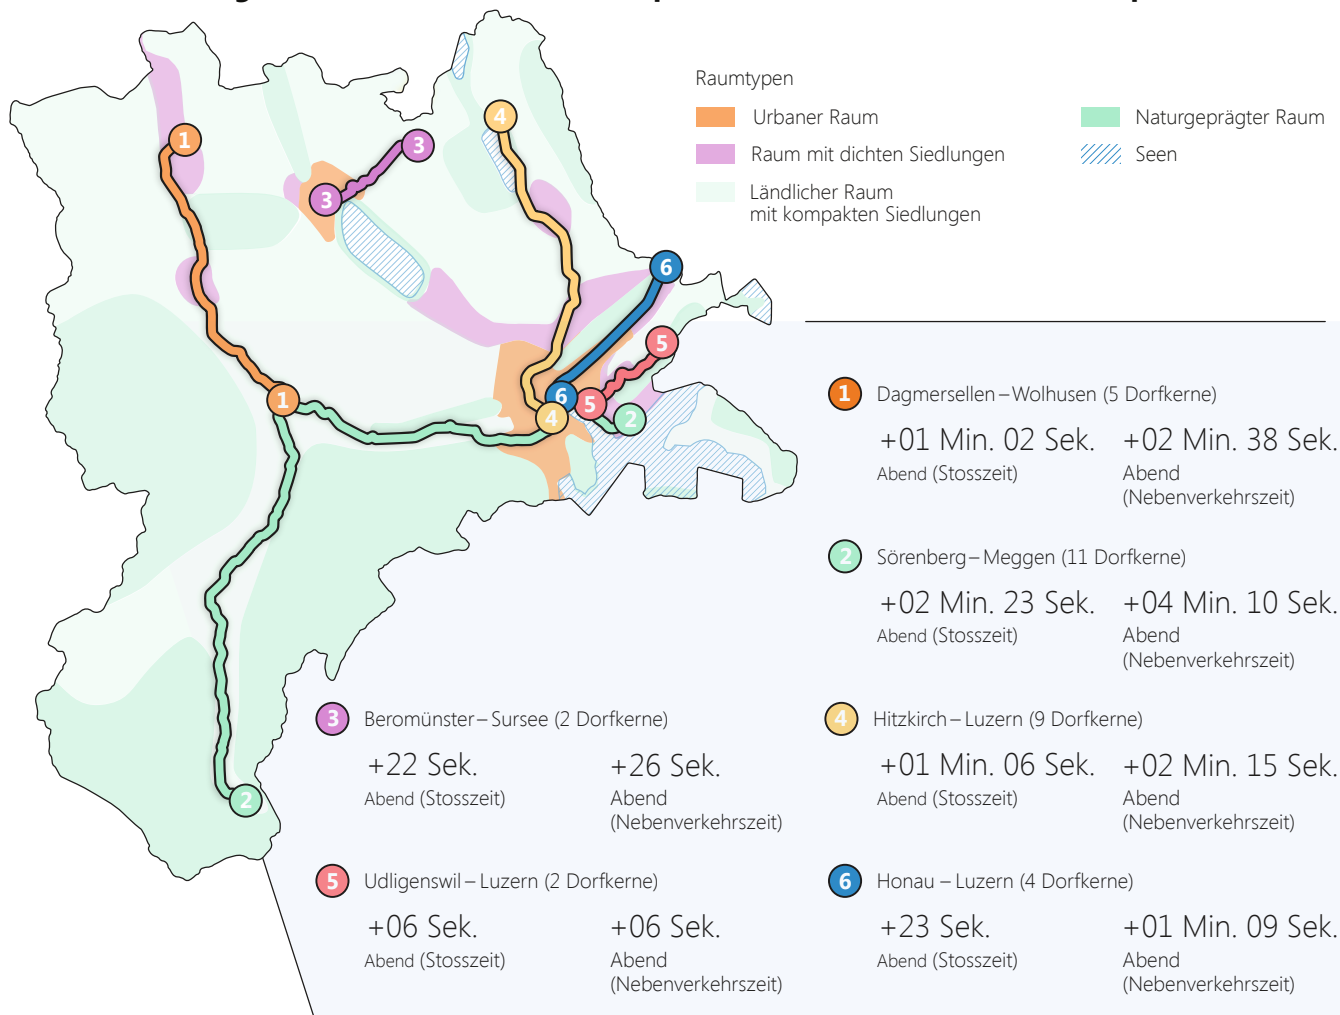 Raumtypen
Urbaner Raum
Naturgeprägter Raum
Raum mit dichten Siedlungen
Seen
Ländlicher Raum
mit kompakten Siedlungen
4
1
3
3
6
5
1
6
5
4
2
2
1 Dagmersellen – Wolhusen (5 Dorfkerne)
+01 Min. 02 Sek. +02 Min. 38 Sek.
Abend (Stosszeit) Abend
(Nebenverkehrszeit)
2 Sörenberg – Meggen (11 Dorfkerne)
+02 Min. 23 Sek. +04 Min. 10 Sek.
Abend (Stosszeit) Abend
(Nebenverkehrszeit)
3 Beromünster – Sursee (2 Dorfkerne)
+22 Sek. +26 Sek.
Abend (Stosszeit) Abend
(Nebenverkehrszeit)
4 Hitzkirch – Luzern (9 Dorfkerne)
+01 Min. 06 Sek. +02 Min. 15 Sek.
Abend (Stosszeit) Abend
(Nebenverkehrszeit)
5 Udligenswil – Luzern (2 Dorfkerne)
+06 Sek. +06 Sek.
Abend (Stosszeit) Abend
(Nebenverkehrszeit)
6 Honau – Luzern (4 Dorfkerne)
+23 Sek. +01 Min. 09 Sek.
Abend (Stosszeit) Abend
(Nebenverkehrszeit)